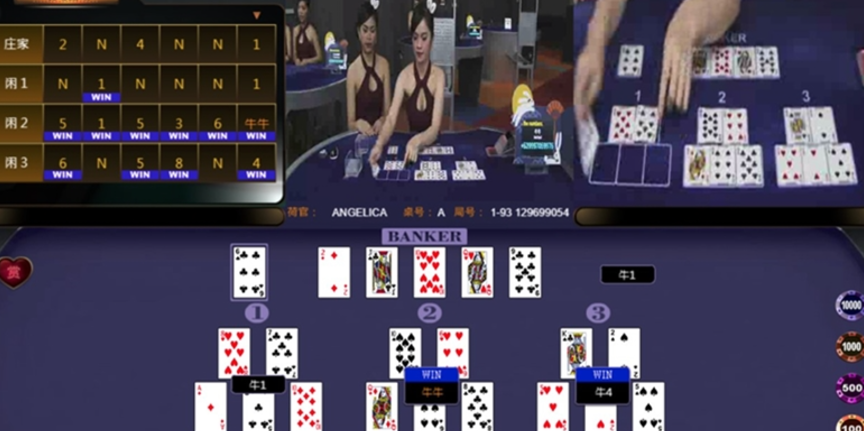 庄家 2 N 4 N N 1
闲1 N 1 N N N 1
WIN
闲2 5 1 5 3 6 牛牛
WIN WIN WIN WIN WIN WIN
闲3 6 N 5 8 N 4
WIN WIN WIN WIN
1 2 3
荷官： ANGELICA 桌号：A 局号： 1-93 129699054
BANKER
赏
牛1
1 2 3
10000
1000
500
WIN WIN
牛1 牛牛 牛4